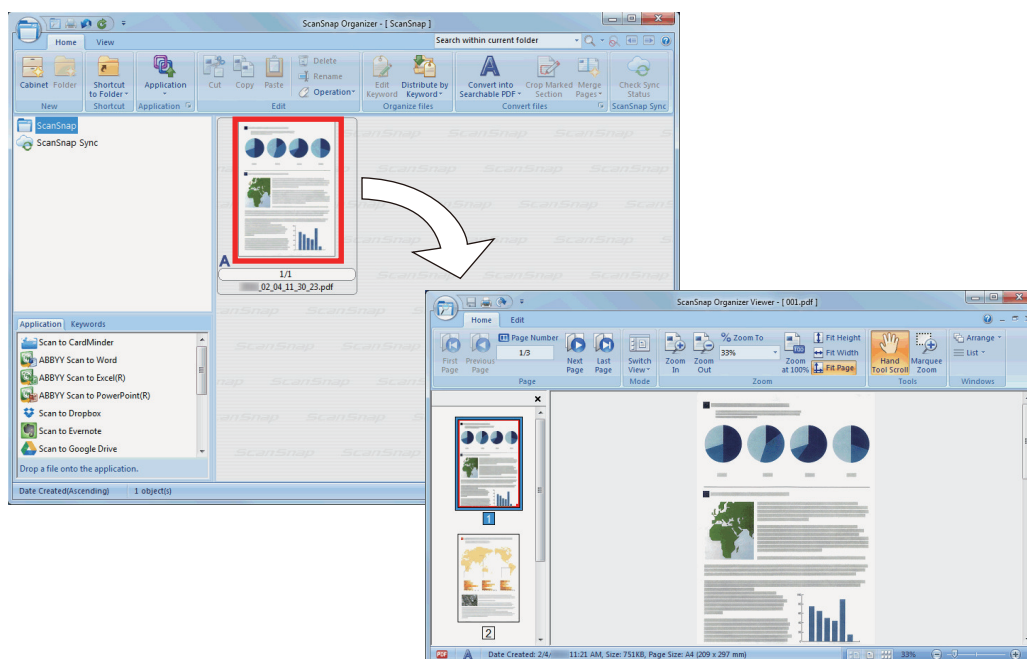 ScanSnap Organizer - [ ScanSnap ]
Home View
Search within current folder
Cabinet Folder
New
Shortcut to Folder
Shortcut
Application
Application
Cut Copy Paste
Delete
Rename
Operation
Edit
Edit Keyword
Distribute by Keyword
Organize files
Convert into Searchable PDF
Crop Marked Section
Merge Pages
Convert files
Check Sync Status
ScanSnap Sync
ScanSnap
ScanSnap Sync
A
1/1
_02_04_11_30_23.pdf
Application Keywords
Scan to CardMinder
ABBYY Scan to Word
ABBYY Scan to Excel(R)
ABBYY Scan to PowerPoint(R)
Scan to Dropbox
Scan to Evernote
Scan to Google Drive
Drop a file onto the application.
Date Created(Ascending) 1 object(s)
ScanSnap Organizer Viewer - [ 001.pdf ]
Home Edit
First Page
Previous Page
Page Number
1/3
Next Page
Last Page
Page
Switch View
Mode
Zoom In
Zoom Out
% Zoom To
33%
Zoom at 100%
Fit Height
Fit Width
Fit Page
Zoom
Hand Tool Scroll
Marquee Zoom
Tools
Arrange
List
Windows
1
2
PDF A Date Created: 2/4/ 11:21 AM, Size: 751KB, Page Size: A4 (209 x 297 mm) 33%